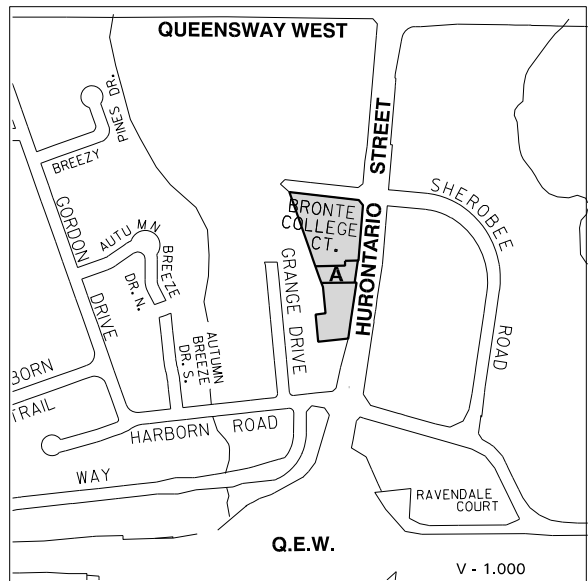 QUEENSWAY WEST
PINES DR.
BREEZY
HURONTARIO STREET
SHEROBEE ROAD
BRONTE
COLLEGE
CT.
A
GORDON DRIVE
AUTUMN BREEZE
DR. N.
GRANGE DRIVE
AUTUMN
BREEZE
DR. S.
BORN
TRAIL
HARBORN ROAD
WAY
RAVENDALE
COURT
Q.E.W.
V - 1.000